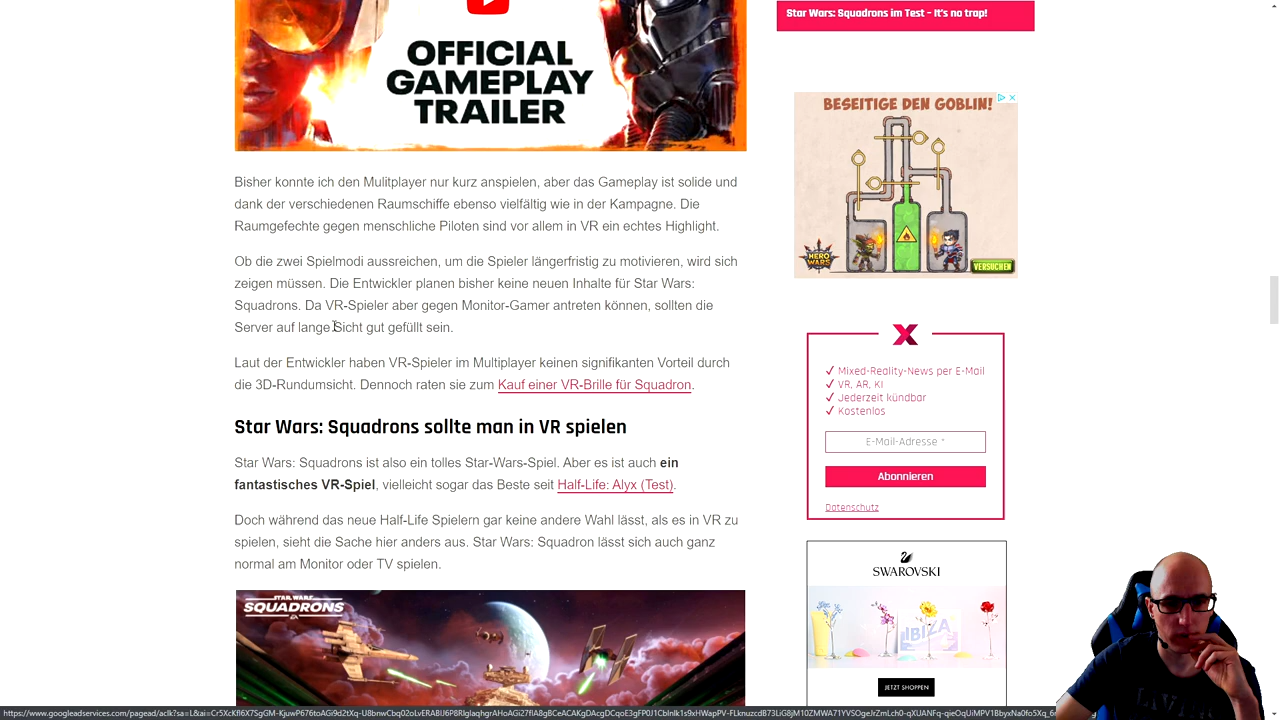 OFFICIAL
GAMEPLAY
TRAILER
Bisher konnte ich den Mulitplayer nur kurz anspielen, aber das Gameplay ist solide und
dank der verschiedenen Raumschiffe ebenso vielfältig wie in der Kampagne. Die
Raumgefechte gegen menschliche Piloten sind vor allem in VR ein echtes Highlight.
Ob die zwei Spielmodi aussreichen, um die Spieler längerfristig zu motivieren, wird sich
zeigen müssen. Die Entwickler planen bisher keine neuen Inhalte für Star Wars:
Squadrons. Da VR-Spieler aber gegen Monitor-Gamer antreten können, sollten die
Server auf lange Sicht gut gefüllt sein.
Laut der Entwickler haben VR-Spieler im Multiplayer keinen signifikanten Vorteil durch
die 3D-Rundumsicht. Dennoch raten sie zum Kauf einer VR-Brille für Squadron.
Star Wars: Squadrons sollte man in VR spielen
Star Wars: Squadrons ist also ein tolles Star-Wars-Spiel. Aber es ist auch ein
fantastisches VR-Spiel, vielleicht sogar das Beste seit Half-Life: Alyx (Test).
Doch während das neue Half-Life Spielern gar keine andere Wahl lässt, als es in VR zu
spielen, sieht die Sache hier anders aus. Star Wars: Squadron lässt sich auch ganz
normal am Monitor oder TV spielen.
STAR WARS
SQUADRONS
EA
Star Wars: Squadrons im Test – It's no trap!
BESEITIGE DEN GOBLIN!
HERO
WARS
VERSUCHEN
X
✓ Mixed-Reality-News per E-Mail
✓ VR, AR, KI
✓ Jederzeit kündbar
✓ Kostenlos
E-Mail-Adresse *
Abonnieren
Datenschutz
SWAROVSKI
IBIZA
JETZT SHOPPEN